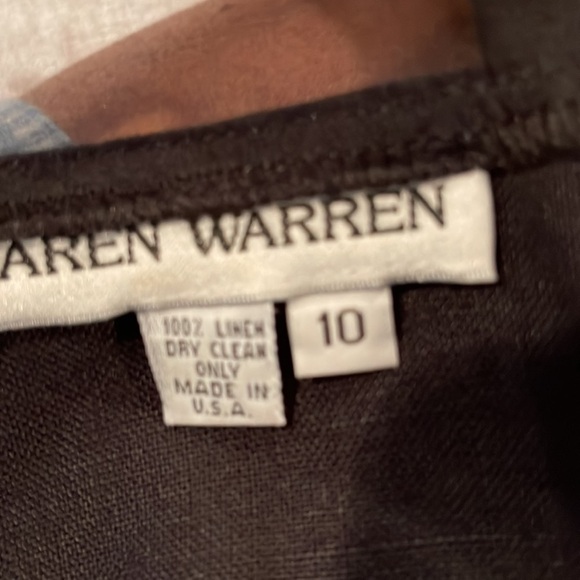 AREN WARREN
100% LINEN
DRY CLEAN
ONLY
MADE IN
U.S.A.
10